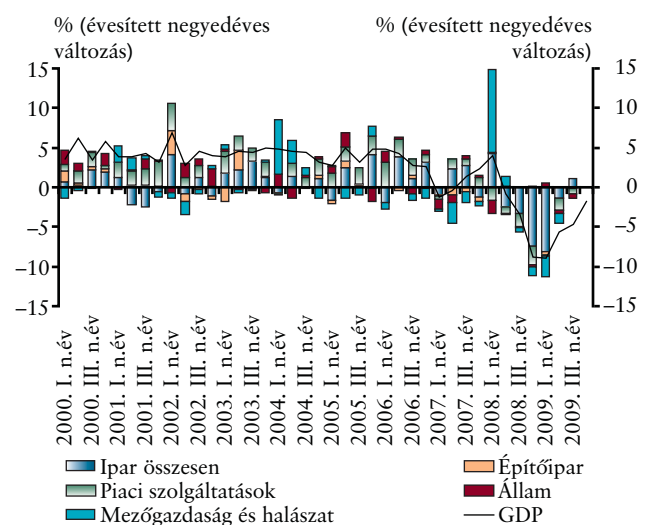 % (évesített negyedéves
változás)
% (évesített negyedéves
változás)
15
10
5
0
−5
−10
−15
15
10
5
0
−5
−10
−15
2000. I. n.év
2000. III. n.év
2001. I. n.év
2001. III. n.év
2002. I. n.év
2002. III. n.év
2003. I. n.év
2003. III. n.év
2004. I. n.év
2004. III. n.év
2005. I. n.év
2005. III. n.év
2006. I. n.év
2006. III. n.év
2007. I. n.év
2007. III. n.év
2008. I. n.év
2008. III. n.év
2009. I. n.év
2009. III. n.év
Ipar összesen
Építőipar
Piaci szolgáltatások
Állam
Mezőgazdaság és halászat
GDP